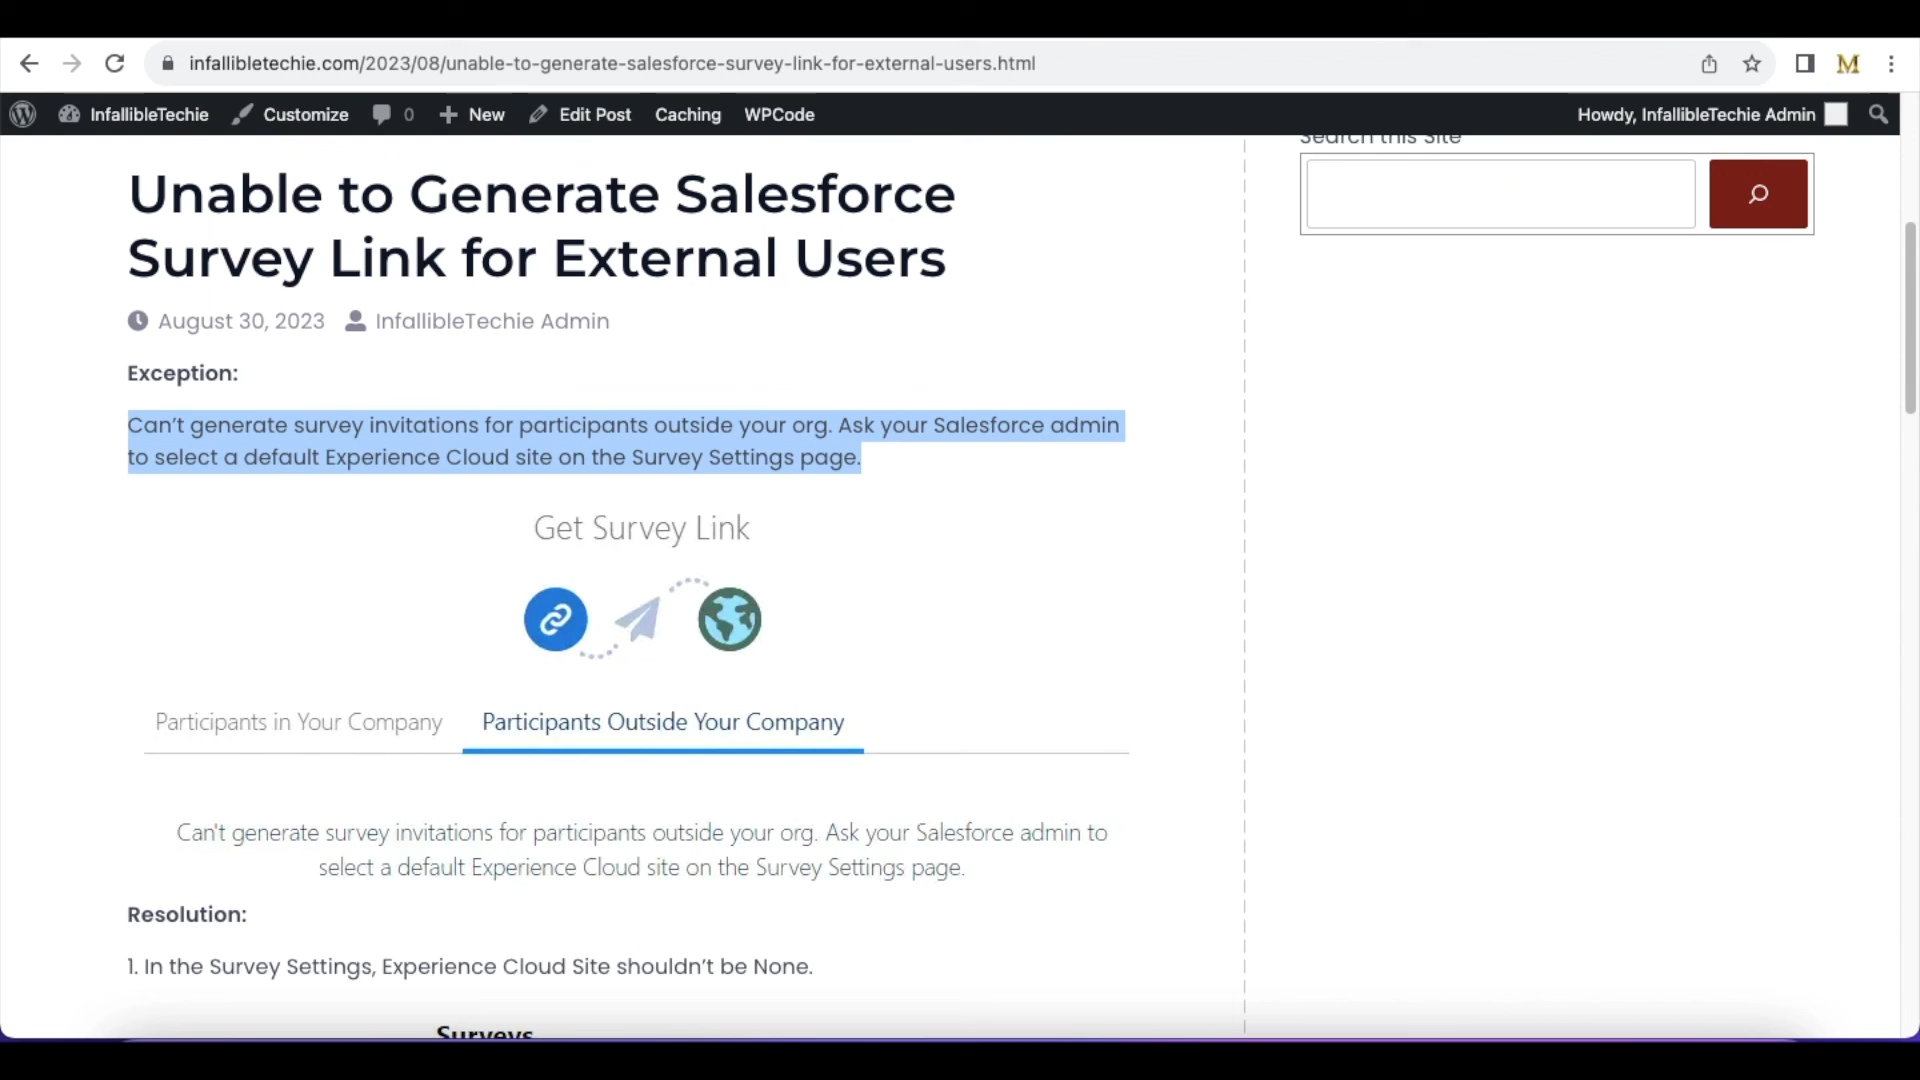 infallibletechie.com/2023/08/unable-to-generate-salesforce-survey-link-for-external-users.html
M
InfallibleTechie Customize 0 New Edit Post Caching WPCode Howdy, InfallibleTechie Admin
Search this Site
Unable to Generate Salesforce
Survey Link for External Users
August 30, 2023 InfallibleTechie Admin
Exception:
Can’t generate survey invitations for participants outside your org. Ask your Salesforce admin
to select a default Experience Cloud site on the Survey Settings page.
Get Survey Link
Participants in Your Company Participants Outside Your Company
Can't generate survey invitations for participants outside your org. Ask your Salesforce admin to
select a default Experience Cloud site on the Survey Settings page.
Resolution:
1. In the Survey Settings, Experience Cloud Site shouldn’t be None.
Surveys